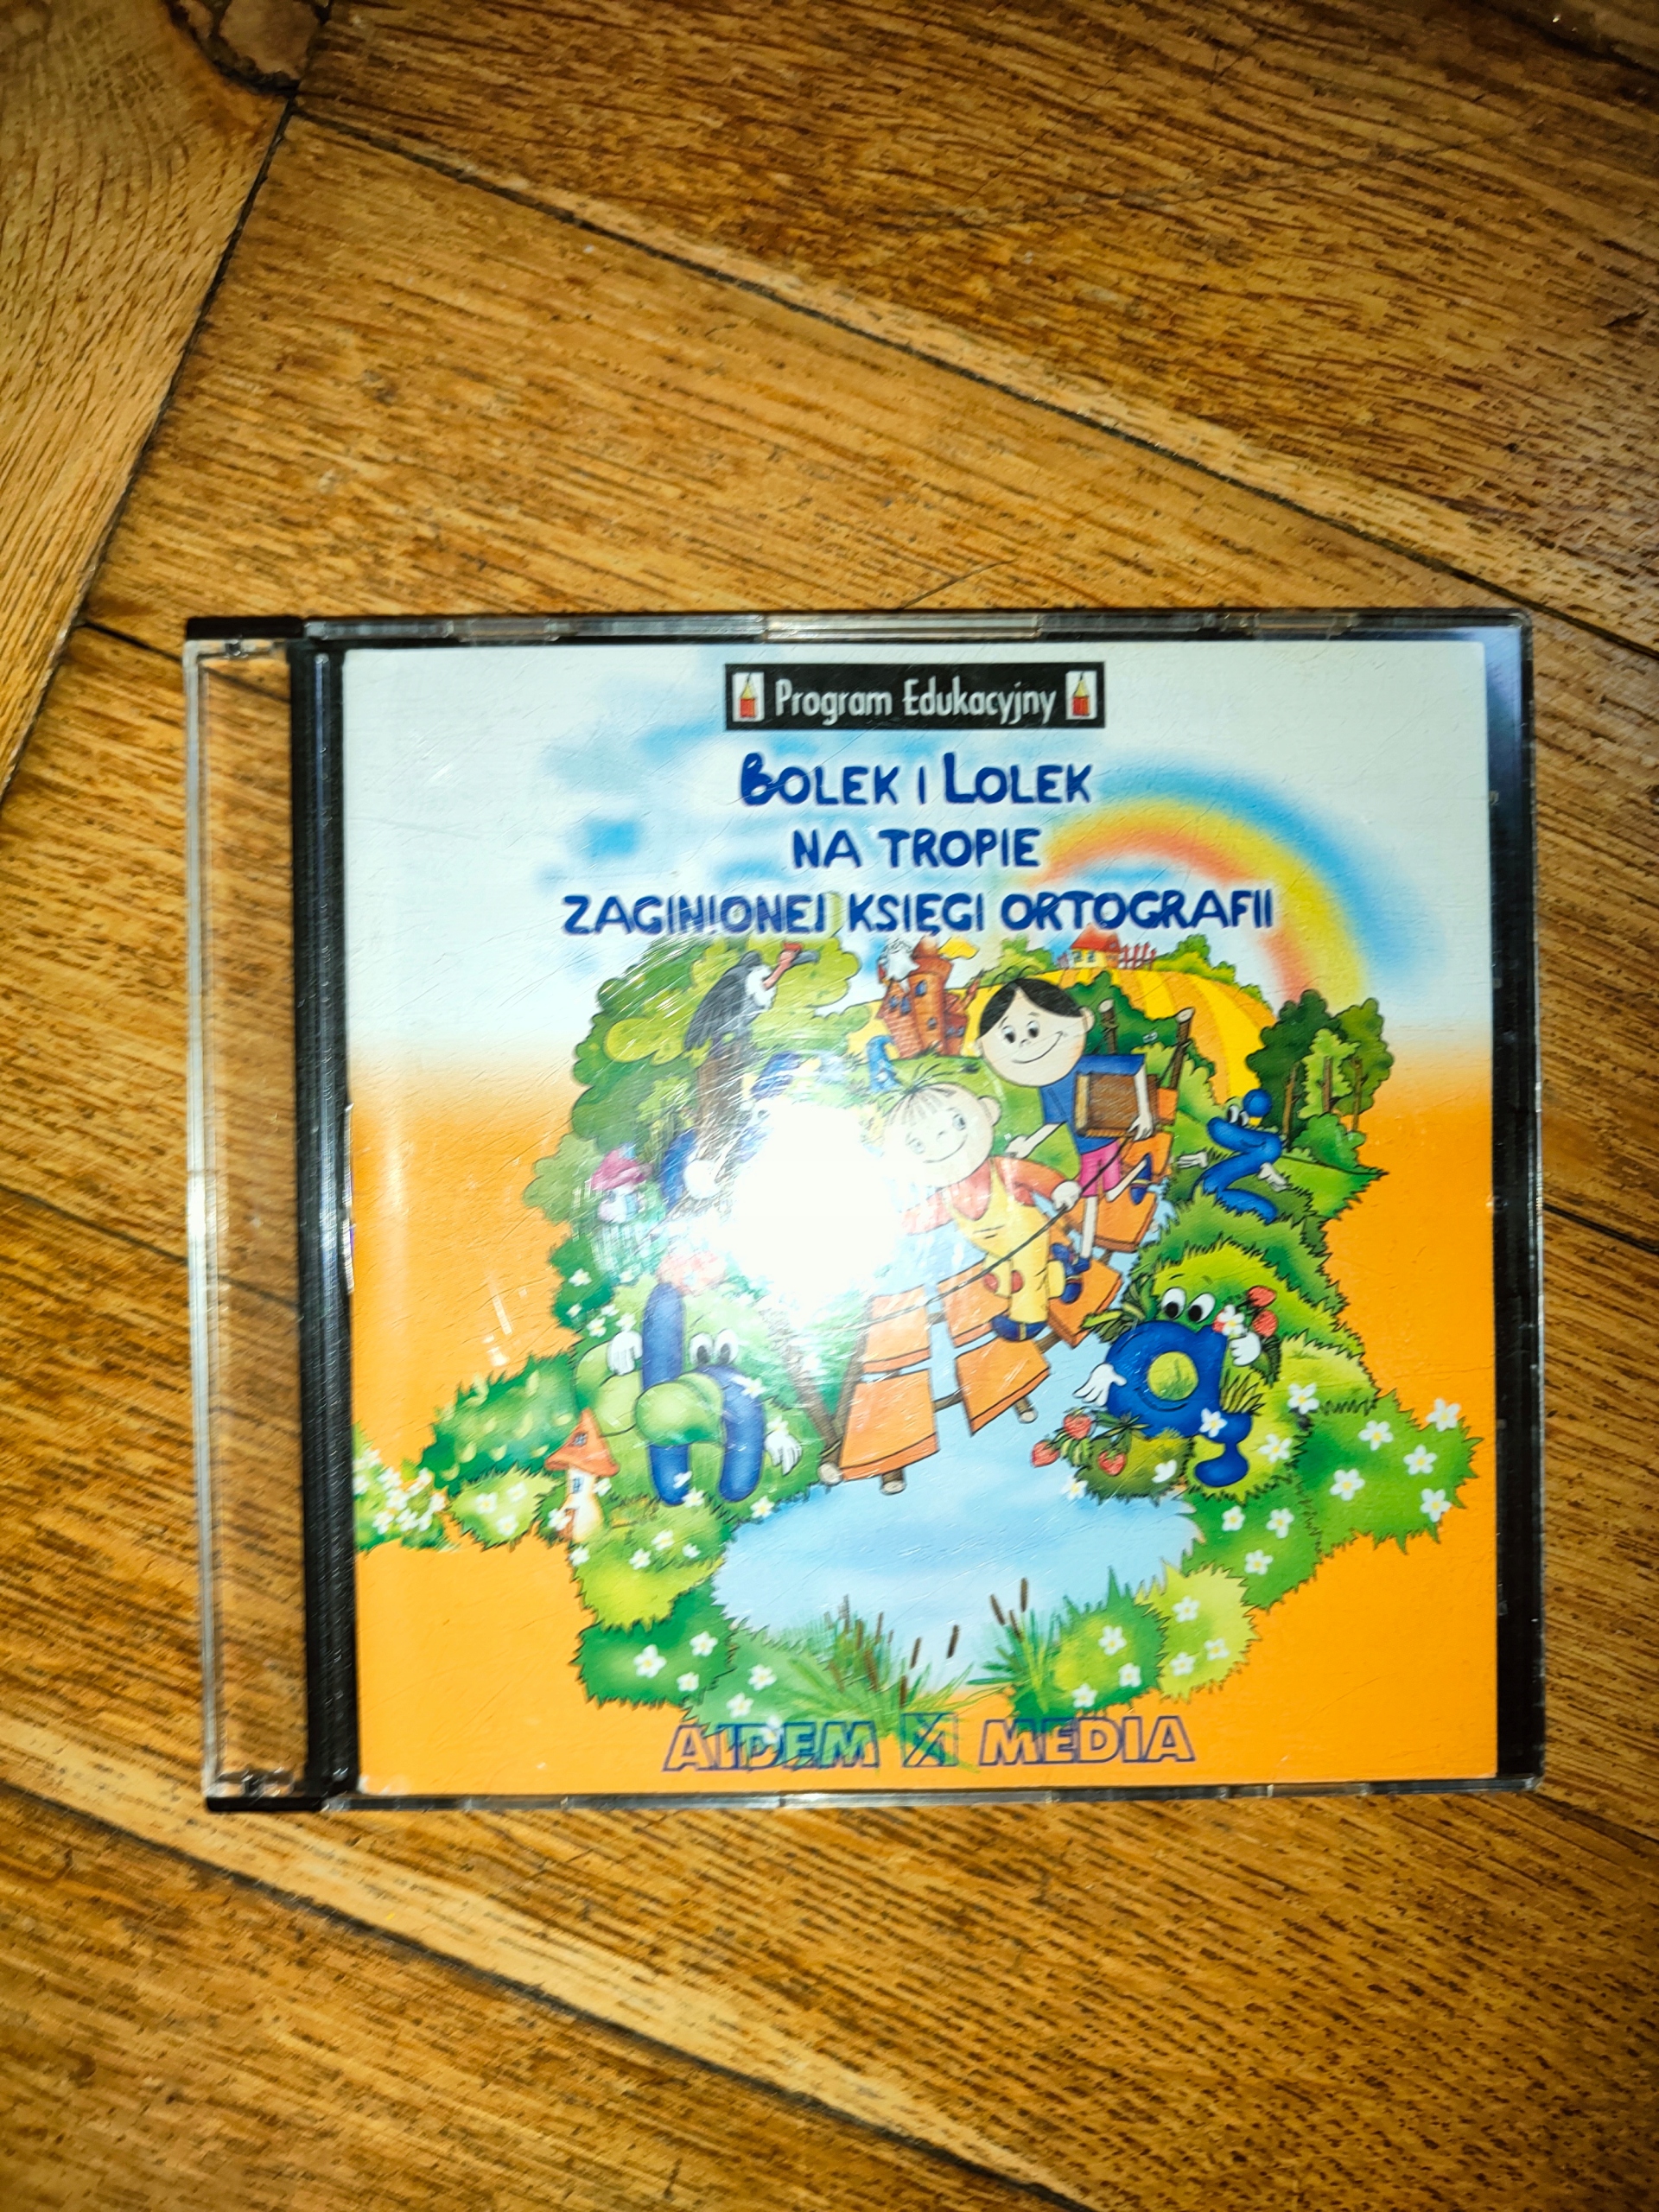 Program Edukacyjny
BOLEK I LOLEK
NA TROPIE
ZAGINIONEJ KSIĘGI ORTOGRAFII
AIDEM MEDIA